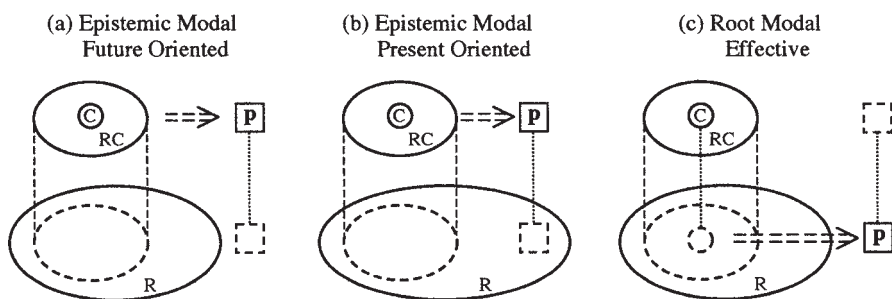 (a) Epistemic Modal
Future Oriented
C
RC
P
R
(b) Epistemic Modal
Present Oriented
C
RC
P
R
(c) Root Modal
Effective
C
RC
P
R